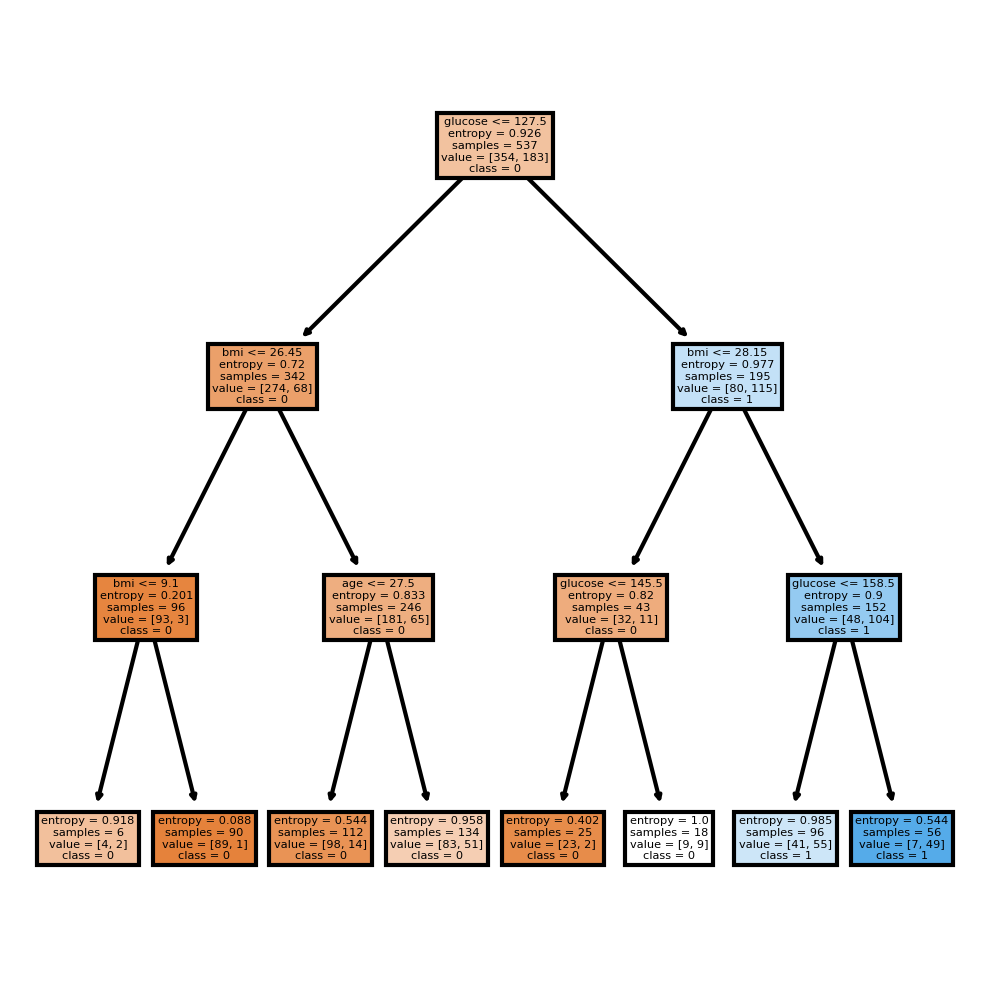 glucose <= 127.5
entropy = 0.926
samples = 537
value = [354, 183]
class = 0
bmi <= 26.45
entropy = 0.72
samples = 342
value = [274, 68]
class = 0
bmi <= 28.15
entropy = 0.977
samples = 195
value = [80, 115]
class = 1
bmi <= 9.1
entropy = 0.201
samples = 96
value = [93, 3]
class = 0
age <= 27.5
entropy = 0.833
samples = 246
value = [181, 65]
class = 0
glucose <= 145.5
entropy = 0.82
samples = 43
value = [32, 11]
class = 0
glucose <= 158.5
entropy = 0.9
samples = 152
value = [48, 104]
class = 1
entropy = 0.918
samples = 6
value = [4, 2]
class = 0
entropy = 0.088
samples = 90
value = [89, 1]
class = 0
entropy = 0.544
samples = 112
value = [98, 14]
class = 0
entropy = 0.958
samples = 134
value = [83, 51]
class = 0
entropy = 0.402
samples = 25
value = [23, 2]
class = 0
entropy = 1.0
samples = 18
value = [9, 9]
class = 0
entropy = 0.985
samples = 96
value = [41, 55]
class = 1
entropy = 0.544
samples = 56
value = [7, 49]
class = 1